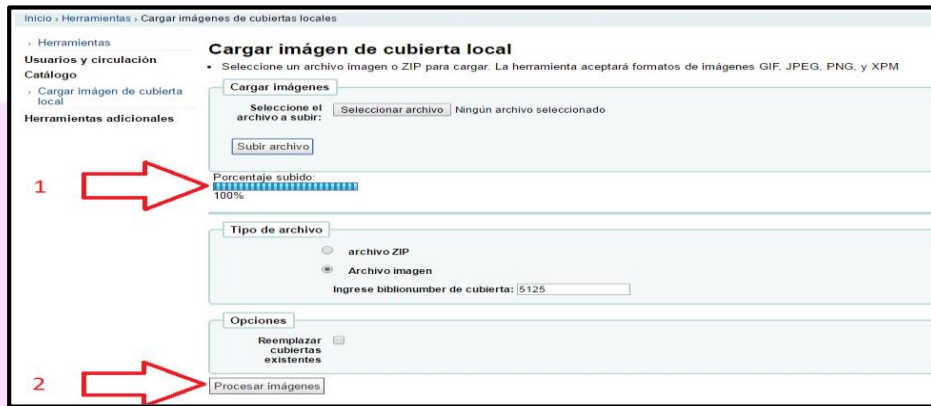 Inicio › Herramientas › Cargar imágenes de cubiertas locales
› Herramientas
Usuarios y circulación
Catálogo
› Cargar imágen de cubierta
local
Herramientas adicionales
Cargar imágen de cubierta local
• Seleccione un archivo imagen o ZIP para cargar. La herramienta aceptará formatos de imágenes GIF, JPEG, PNG, y XPM
Cargar imágenes
Seleccione el
archivo a subir: Seleccionar archivo Ningún archivo seleccionado
Subir archivo
1
Porcentaje subido:
100%
Tipo de archivo
archivo ZIP
Archivo imagen
Ingrese biblionumber de cubierta: 5125
Opciones
Reemplazar
cubiertas
existentes
2
Procesar imágenes